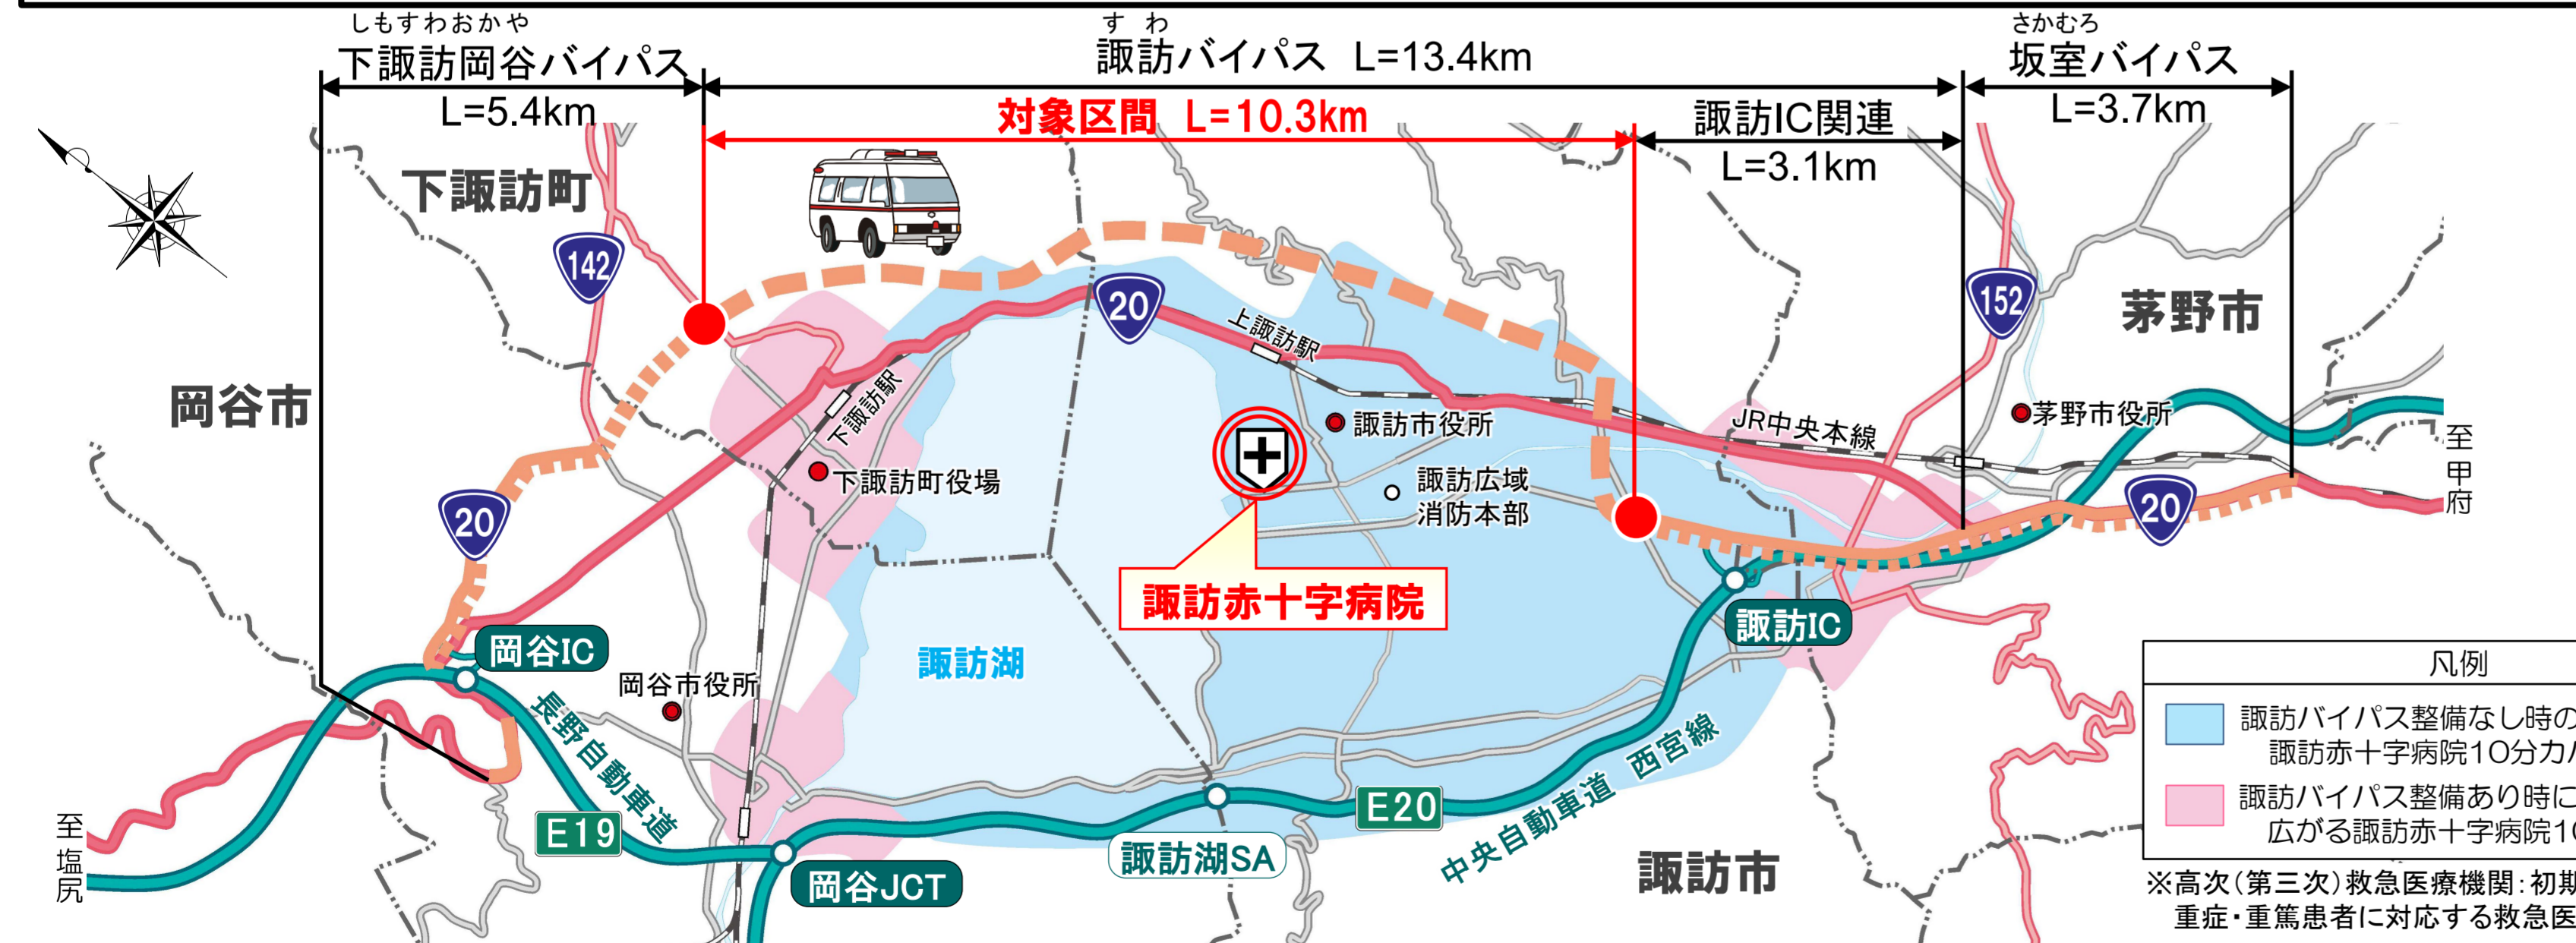 しもすわおかや
下諏訪岡谷バイパス
L=5.4km
すわ
諏訪バイパス L=13.4km
さかむろ
坂室バイパス
L=3.7km
対象区間 L=10.3km
諏訪IC関連
L=3.1km
下諏訪町
142
20
上諏訪駅
152
茅野市
岡谷市
下諏訪駅
諏訪市役所
JR中央本線
茅野市役所
至甲府
下諏訪町役場
諏訪広域
消防本部
20
20
諏訪赤十字病院
諏訪湖
諏訪IC
岡谷IC
岡谷市役所
長野自動車道
E19
至塩尻
岡谷JCT
諏訪湖SA
E20
中央自動車道 西宮線
諏訪市
凡例
諏訪バイパス整備なし時の
諏訪赤十字病院10分カ
諏訪バイパス整備あり時に
広がる諏訪赤十字病院1
※高次(第三次)救急医療機関:初期
重症・重篤患者に対応する救急医